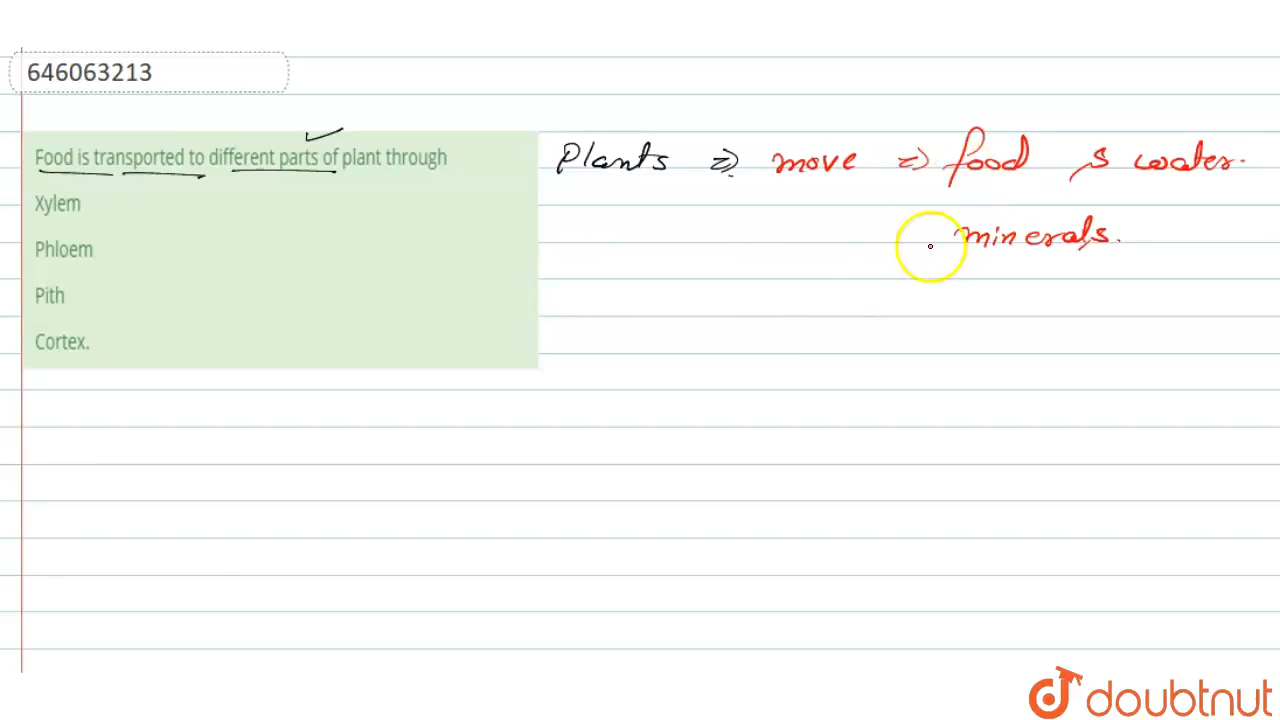 646063213
Food is transported to different parts of plant through
Xylem
Phloem
Pith
Cortex.
Plants ⇒ move ⇒ food & water.
minerals.
doubtnut